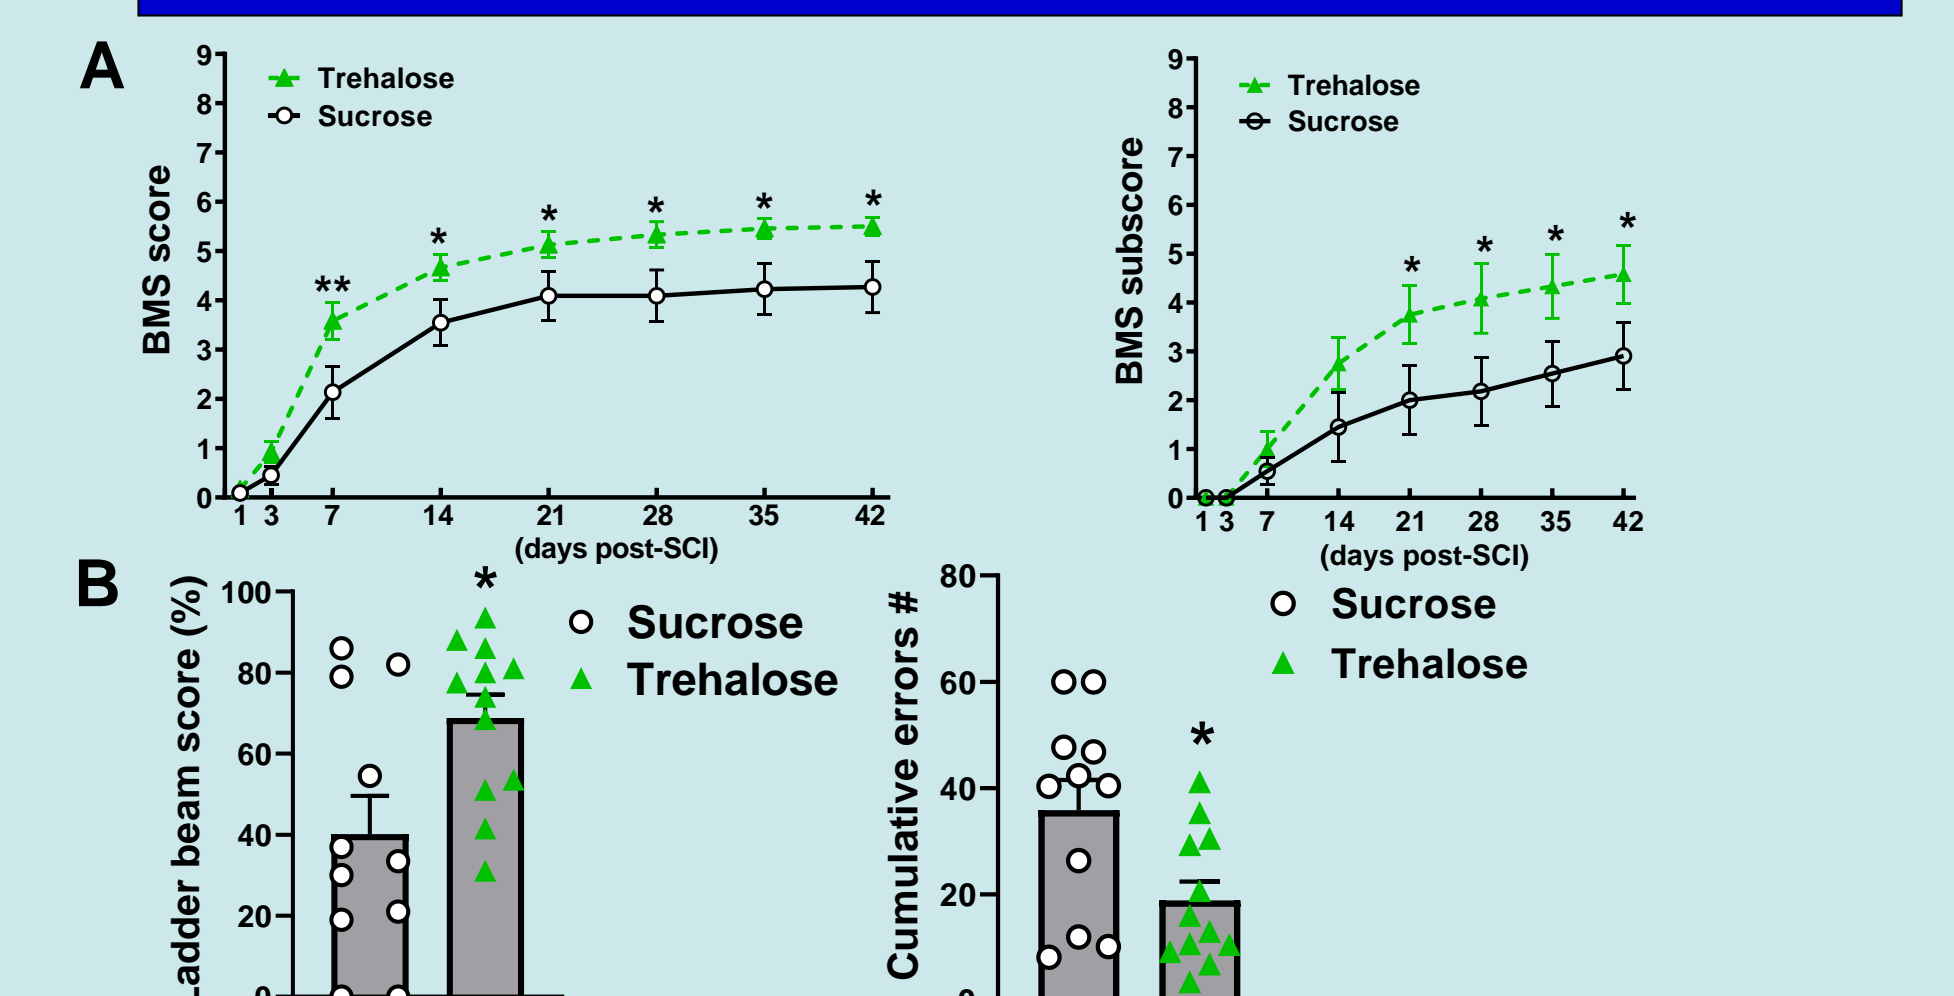 A
BMS score
9
8
7
6
5
4
3
2
1
0
Trehalose
Sucrose
**
*
*
*
*
*
1 3 7 14 21 28 35 42
(days post-SCI)
BMS subscore
9
8
7
6
5
4
3
2
1
0
Trehalose
Sucrose
*
*
*
*
1 3 7 14 21 28 35 42
(days post-SCI)
B
Ladder beam score (%)
100
80
60
40
20
0
*
Sucrose
Trehalose
Cumulative errors #
80
60
40
20
0
*
Sucrose
Trehalose